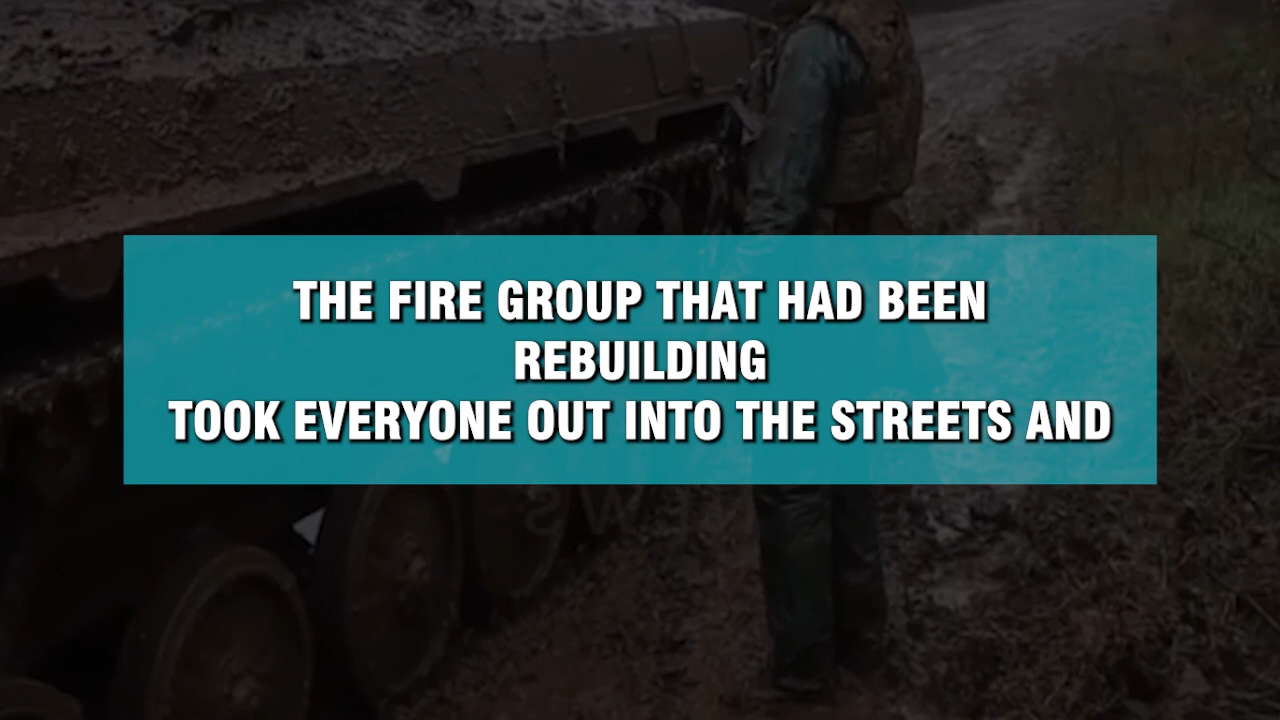 THE FIRE GROUP THAT HAD BEEN
REBUILDING
TOOK EVERYONE OUT INTO THE STREETS AND